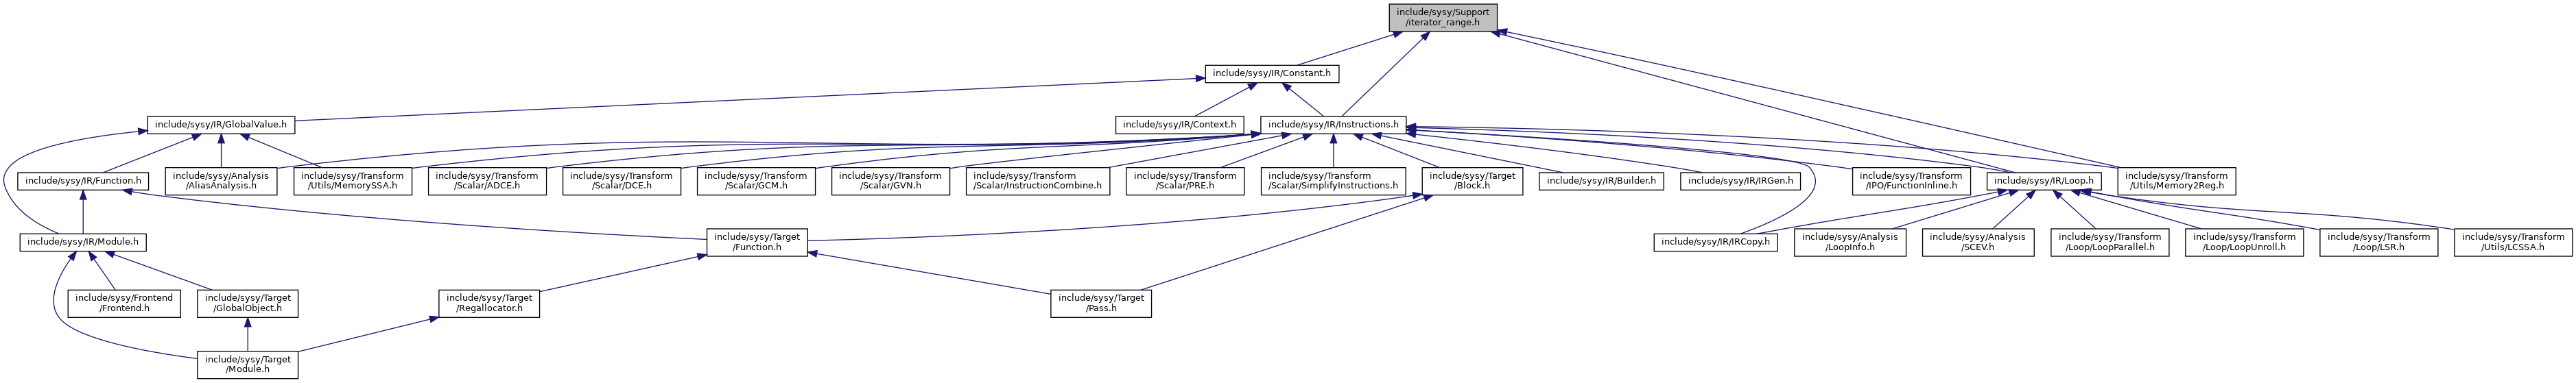 include/sysy/Support
/iterator_range.h
include/sysy/IR/Constant.h
include/sysy/IR/GlobalValue.h
include/sysy/IR/Context.h
include/sysy/IR/Instructions.h
include/sysy/IR/Function.h
include/sysy/Analysis
/AliasAnalysis.h
include/sysy/Transform
/Utils/MemorySSA.h
include/sysy/Transform
/Scalar/ADCE.h
include/sysy/Transform
/Scalar/DCE.h
include/sysy/Transform
/Scalar/GCM.h
include/sysy/Transform
/Scalar/GVN.h
include/sysy/Transform
/Scalar/InstructionCombine.h
include/sysy/Transform
/Scalar/PRE.h
include/sysy/Transform
/Scalar/SimplifyInstructions.h
include/sysy/Target
/Block.h
include/sysy/IR/Builder.h
include/sysy/IR/IRGen.h
include/sysy/Transform
/IPO/FunctionInline.h
include/sysy/IR/Loop.h
include/sysy/Transform
/Utils/Memory2Reg.h
include/sysy/IR/Module.h
include/sysy/Target
/Function.h
include/sysy/IR/IRCopy.h
include/sysy/Analysis
/LoopInfo.h
include/sysy/Analysis
/SCEV.h
include/sysy/Transform
/Loop/LoopParallel.h
include/sysy/Transform
/Loop/LoopUnroll.h
include/sysy/Transform
/Loop/LSR.h
include/sysy/Transform
/Utils/LCSSA.h
include/sysy/Frontend
/Frontend.h
include/sysy/Target
/GlobalObject.h
include/sysy/Target
/Regallocator.h
include/sysy/Target
/Pass.h
include/sysy/Target
/Module.h